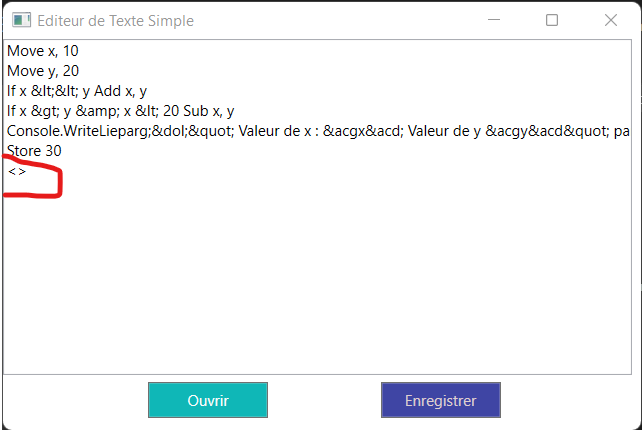 Editeur de Texte Simple
Move x, 10
Move y, 20
If x &lt;&lt; y Add x, y
If x &gt; y &amp; x &lt; 20 Sub x, y
Console.WriteLieparg;&dol;&quot; Valeur de x : &acgx&acd; Valeur de y &acgy&acd&quot; pa
Store 30
<>
Ouvrir
Enregistrer